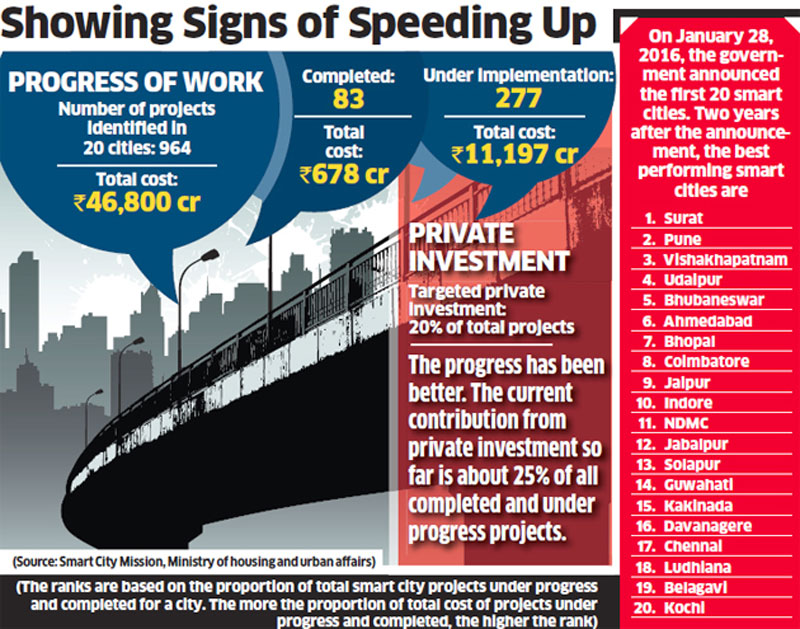 Showing Signs of Speeding Up
PROGRESS OF WORK
Number of projects
identified in
20 cities: 964
Total cost:
₹46,800 cr
Completed:
83
Total
cost:
₹678 cr
Under implementation:
277
Total cost:
₹11,197 cr
PRIVATE
INVESTMENT
Targeted private
investment:
20% of total projects
The progress has been
better. The current
contribution from
private investment so
far is about 25% of all
completed and under
progress projects.
(Source: Smart City Mission, Ministry of housing and urban affairs)
(The ranks are based on the proportion of total smart city projects under progress
and completed for a city. The more the proportion of total cost of projects under
progress and completed, the higher the rank)
On January 28,
2016, the govern-
ment announced
the first 20 smart
cities. Two years
after the announce-
ment, the best
performing smart
cities are
1. Surat
2. Pune
3. Vishakhapatnam
4. Udaipur
5. Bhubaneswar
6. Ahmedabad
7. Bhopal
8. Coimbatore
9. Jaipur
10. Indore
11. NDMC
12. Jabalpur
13. Solapur
14. Guwahati
15. Kakinada
16. Davanagere
17. Chennai
18. Ludhiana
19. Belagavi
20. Kochi